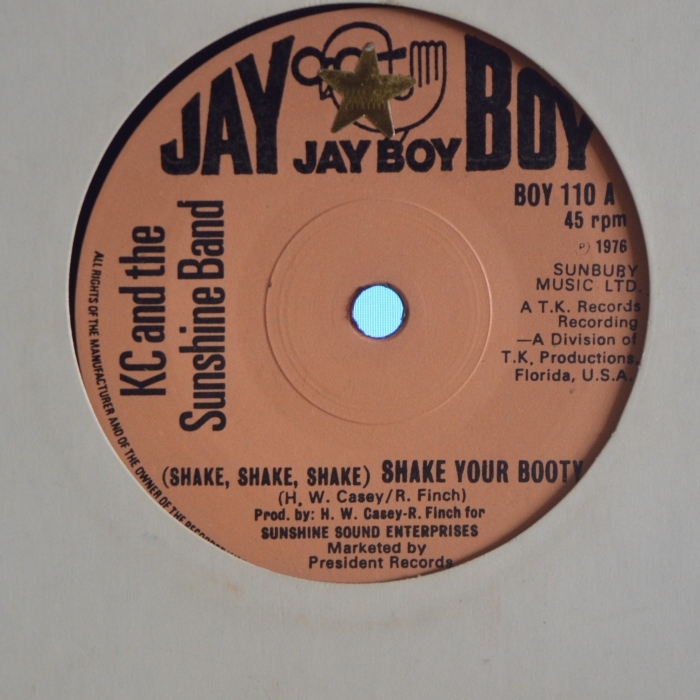 JAY BOY
JAY BOY
BOY 110 A
45 rpm
℗ 1976
SUNBURY
MUSIC LTD.
A T.K. Records
Recording
—A Division of
T.K. Productions,
Florida, U.S.A.
KC and the
Sunshine Band
ALL RIGHTS OF THE MANUFACTURER AND OF THE OWNER OF THE
(SHAKE, SHAKE, SHAKE) SHAKE YOUR BOOTY
(H. W. Casey/R. Finch)
Prod. by: H. W. Casey-R. Finch for
SUNSHINE SOUND ENTERPRISES
Marketed by
President Records